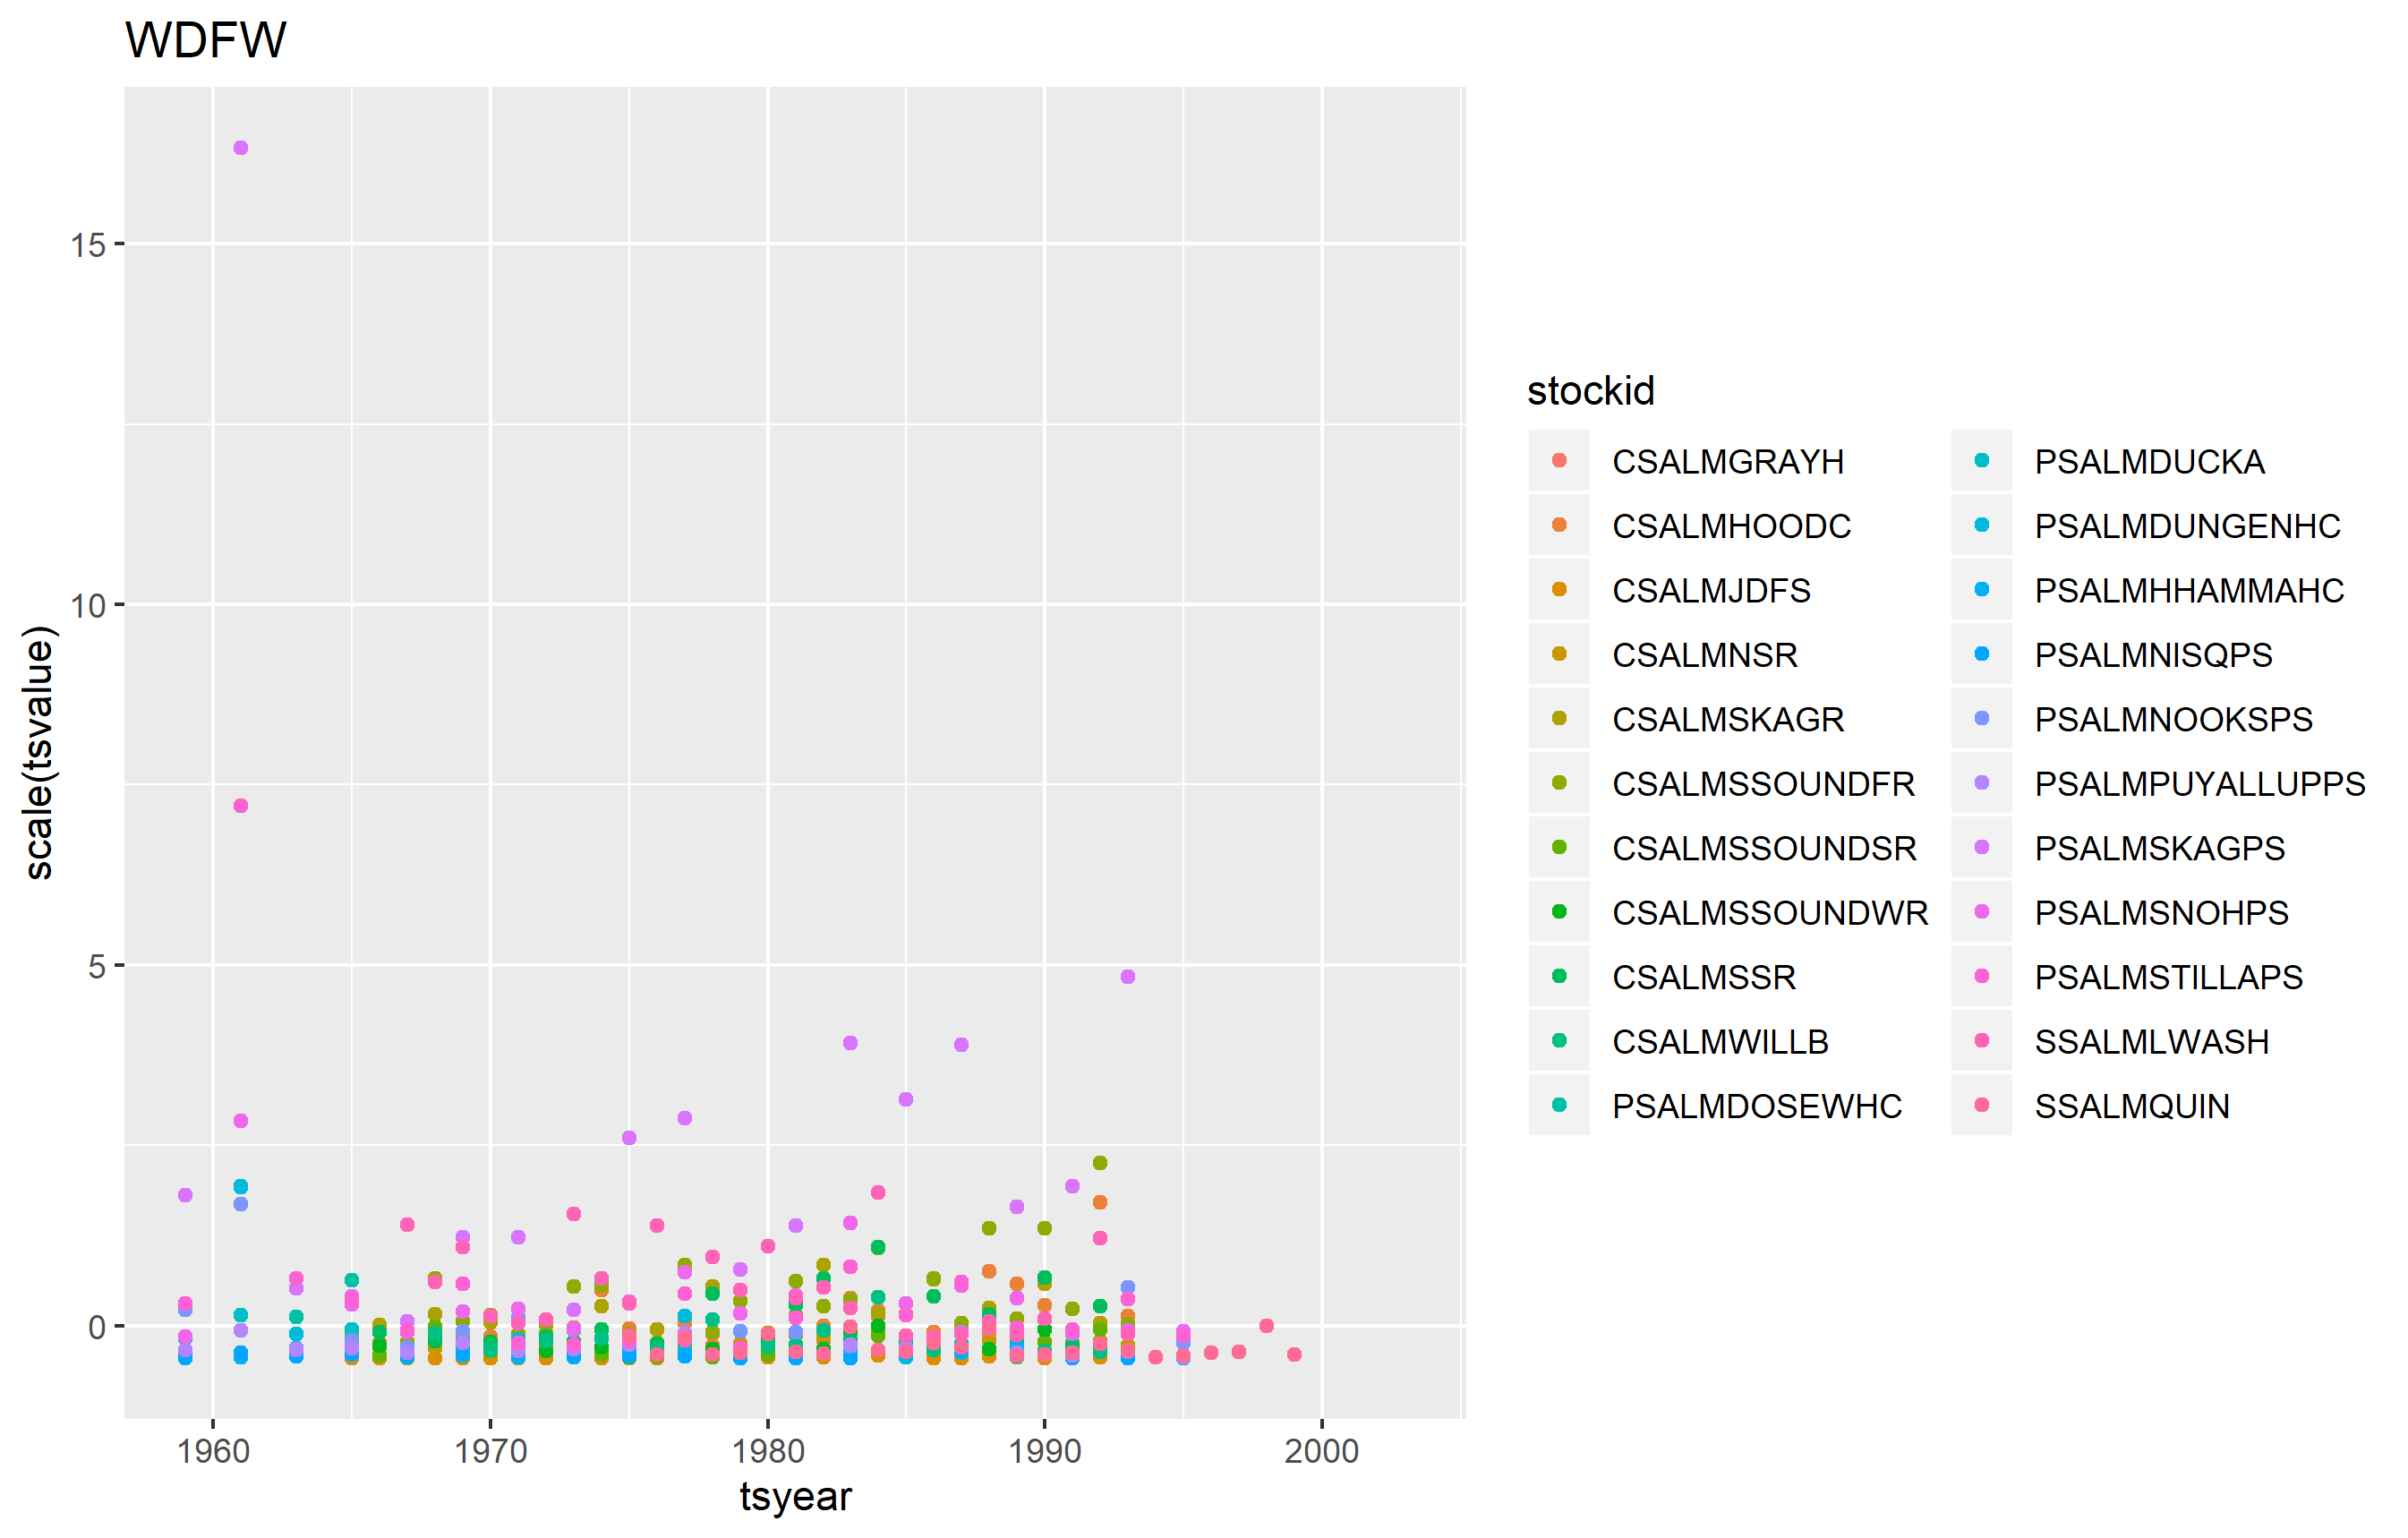 WDFW
15
10
5
0
scale(tsvalue)
1960
1970
1980
1990
2000
tsyear
stockid
CSALMGRAYH
CSALMHOODC
CSALMJDFS
CSALMNSR
CSALMSKAGR
CSALMSSOUNDFR
CSALMSSOUNDSR
CSALMSSOUNDWR
CSALMSSR
CSALMWILLB
PSALMDOSEWHC
PSALMDUCKA
PSALMDUNGENHC
PSALMHHAMMAHC
PSALMNISQPS
PSALMNOOKSPS
PSALMPUYALLUPPS
PSALMSKAGPS
PSALMSNOHPS
PSALMSTILLAPS
SSALMLWASH
SSALMQUIN